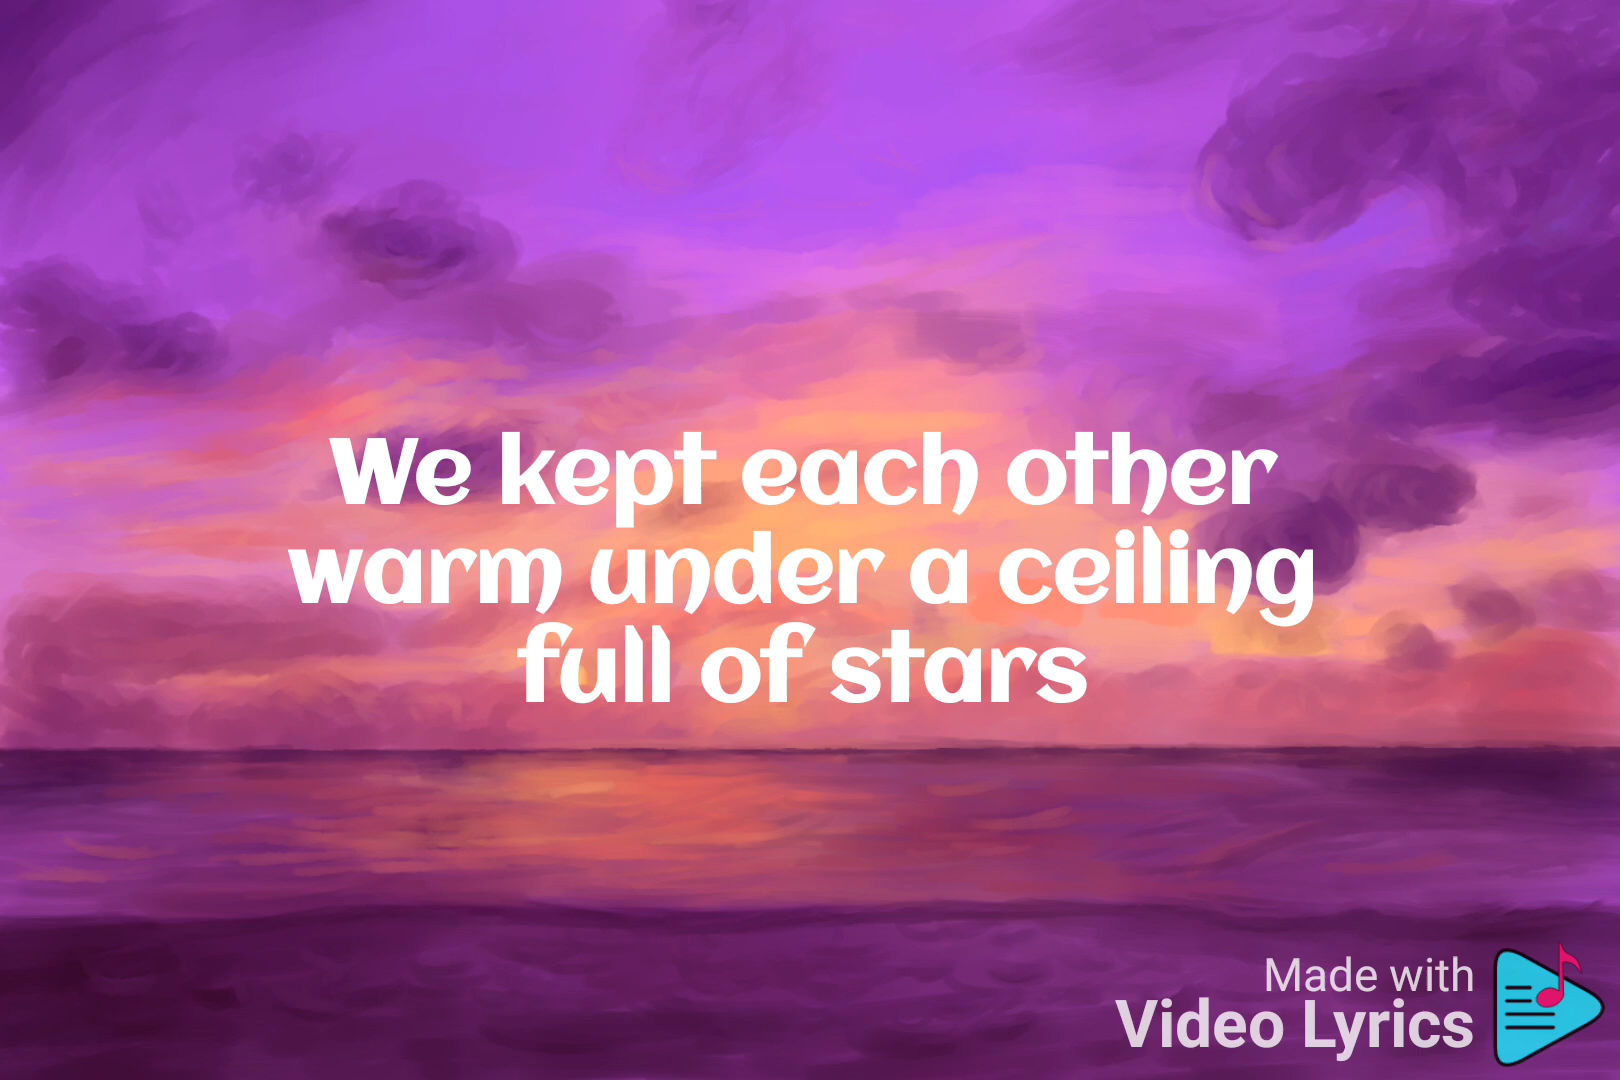 We kept each other
warm under a ceiling
full of stars
Made with
Video Lyrics